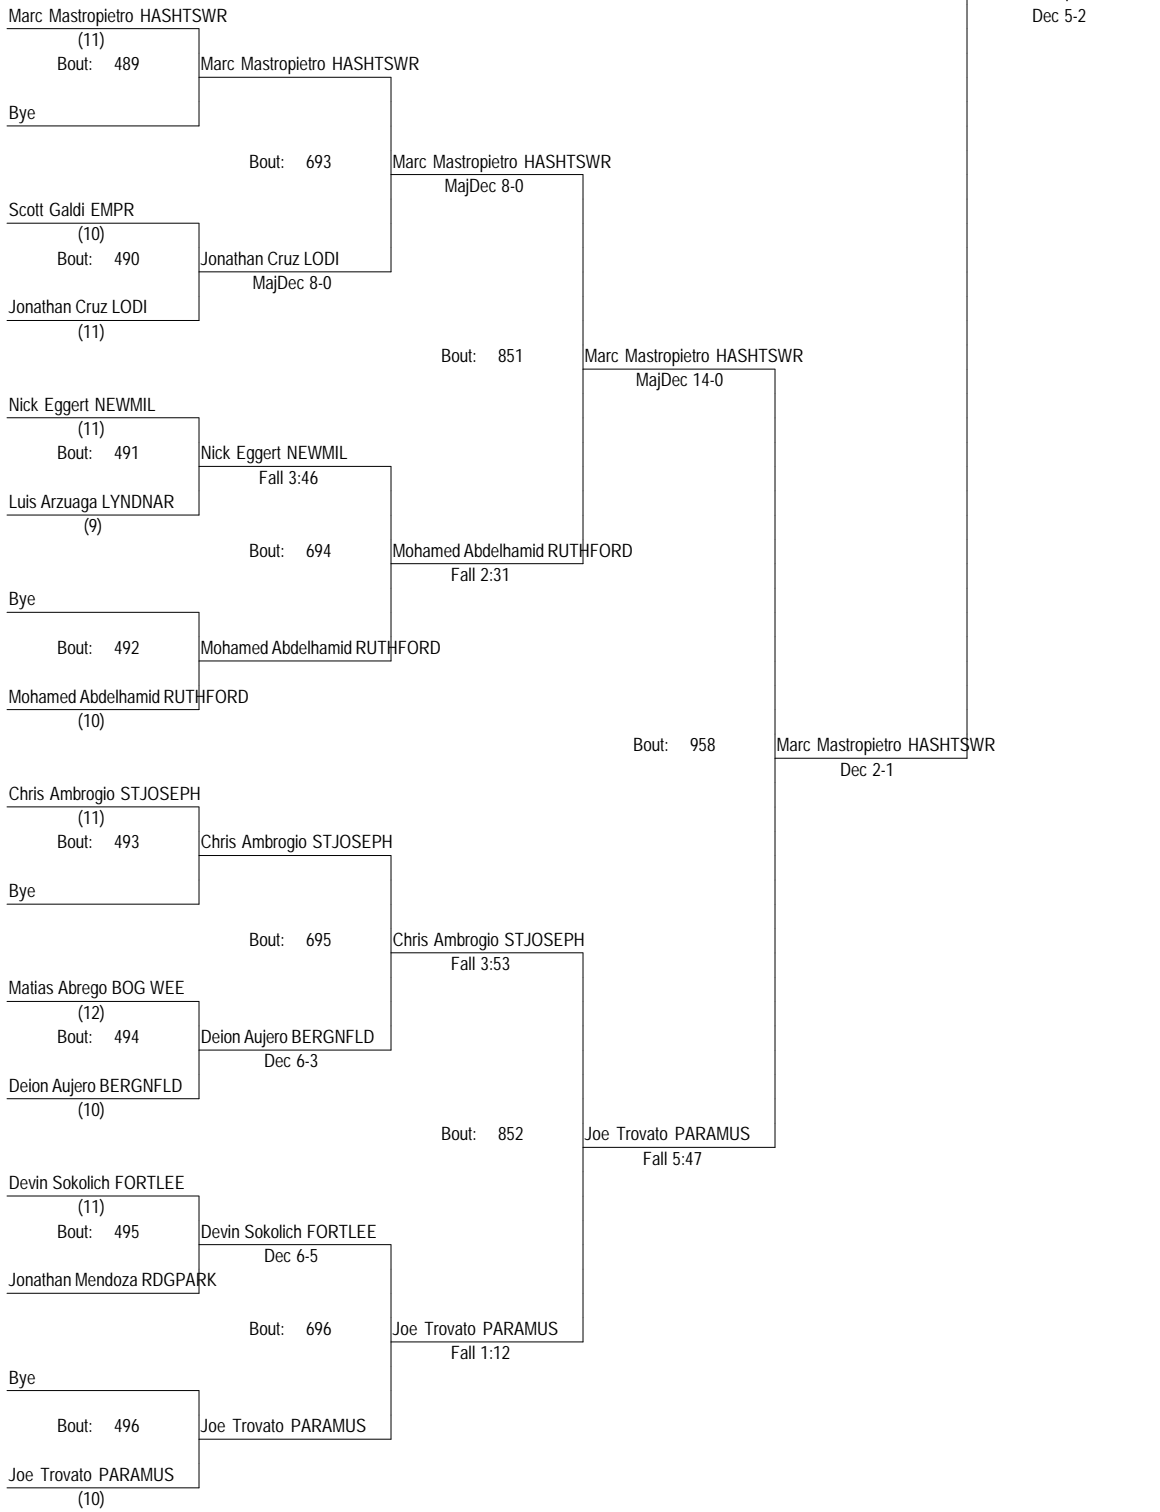 Dec 5-2
Marc Mastropietro HASHTSWR
(11)
Bout: 489
Marc Mastropietro HASHTSWR
Bye
Bout: 693
Marc Mastropietro HASHTSWR
MajDec 8-0
Scott Galdi EMPR
(10)
Bout: 490
Jonathan Cruz LODI
MajDec 8-0
Jonathan Cruz LODI
(11)
Bout: 851
Marc Mastropietro HASHTSWR
MajDec 14-0
Nick Eggert NEWMIL
(11)
Bout: 491
Nick Eggert NEWMIL
Fall 3:46
Luis Arzuaga LYNDNAR
(9)
Bout: 694
Mohamed Abdelhamid RUTHFORD
Fall 2:31
Bye
Bout: 492
Mohamed Abdelhamid RUTHFORD
Mohamed Abdelhamid RUTHFORD
(10)
Bout: 958
Marc Mastropietro HASHTSWR
Dec 2-1
Chris Ambrogio STJOSEPH
(11)
Bout: 493
Chris Ambrogio STJOSEPH
Bye
Bout: 695
Chris Ambrogio STJOSEPH
Fall 3:53
Matias Abrego BOG WEE
(12)
Bout: 494
Deion Aujero BERGNFLD
Dec 6-3
Deion Aujero BERGNFLD
(10)
Bout: 852
Joe Trovato PARAMUS
Fall 5:47
Devin Sokolich FORTLEE
(11)
Bout: 495
Devin Sokolich FORTLEE
Dec 6-5
Jonathan Mendoza RDGPARK
Bout: 696
Joe Trovato PARAMUS
Fall 1:12
Bye
Bout: 496
Joe Trovato PARAMUS
Joe Trovato PARAMUS
(10)